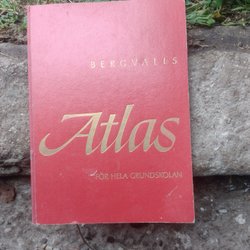 BERGVALLS
Atlas
FÖR HELA GRUNDSKOLAN